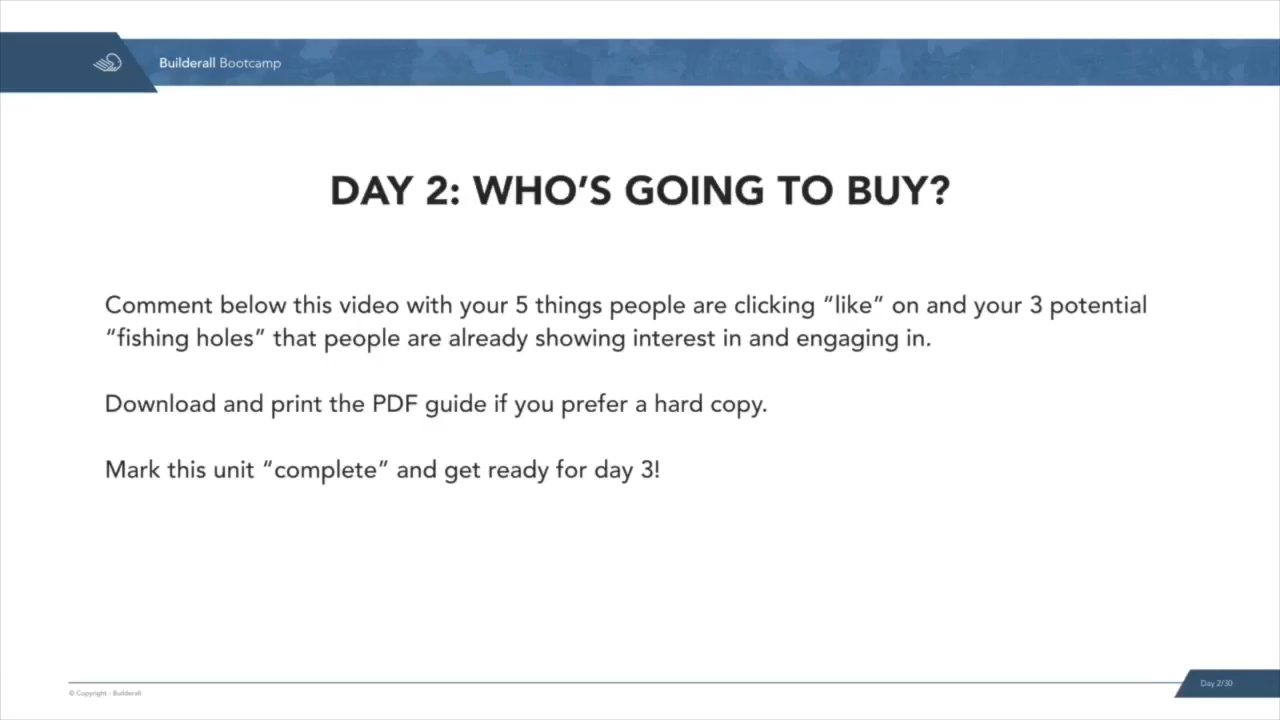 Builderall Bootcamp
DAY 2: WHO’S GOING TO BUY?
Comment below this video with your 5 things people are clicking “like” on and your 3 potential
“fishing holes” that people are already showing interest in and engaging in.
Download and print the PDF guide if you prefer a hard copy.
Mark this unit “complete” and get ready for day 3!
© Copyright - Builderall
Day 2/30